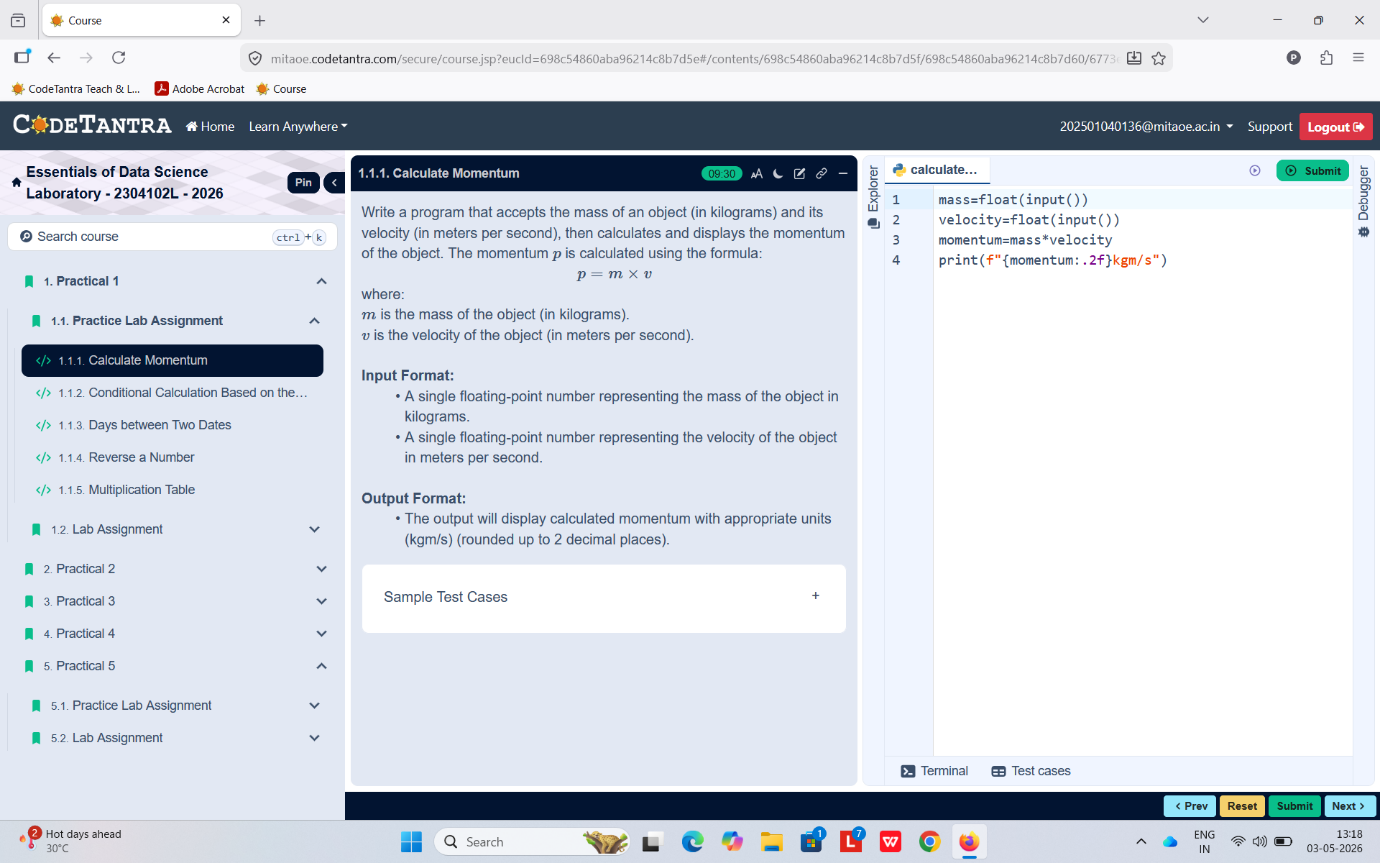 Course
mitaoe.codetantra.com/secure/course.jsp?eucId=698c54860aba96214c8b7d5e#/contents/698c54860aba96214c8b7d5f/698c54860aba96214c8b7d60/6773
P
CodeTantra Teach & L...
Adobe Acrobat
Course
CODETANTRA
Home
Learn Anywhere
202501040136@mitaoe.ac.in
Support
Logout
Essentials of Data Science
Laboratory - 2304102L - 2026
Pin
Search course
ctrl + k
1. Practical 1
1.1. Practice Lab Assignment
1.1.1. Calculate Momentum
1.1.2. Conditional Calculation Based on the...
1.1.3. Days between Two Dates
1.1.4. Reverse a Number
1.1.5. Multiplication Table
1.2. Lab Assignment
2. Practical 2
3. Practical 3
4. Practical 4
5. Practical 5
5.1. Practice Lab Assignment
5.2. Lab Assignment
1.1.1. Calculate Momentum
09:30
AA
Write a program that accepts the mass of an object (in kilograms) and its
velocity (in meters per second), then calculates and displays the momentum
of the object. The momentum p is calculated using the formula:
p = m × v
where:
m is the mass of the object (in kilograms).
v is the velocity of the object (in meters per second).
Input Format:
• A single floating-point number representing the mass of the object in
kilograms.
• A single floating-point number representing the velocity of the object
in meters per second.
Output Format:
• The output will display calculated momentum with appropriate units
(kgm/s) (rounded up to 2 decimal places).
Sample Test Cases
+
Explorer
calculate...
Submit
Debugger
1 mass=float(input())
2 velocity=float(input())
3 momentum=mass*velocity
4 print(f"{momentum:.2f}kgm/s")
Terminal
Test cases
< Prev
Reset
Submit
Next >
2
Hot days ahead
30°C
Search
1
L
7
W
ENG
IN
13:18
03-05-2026